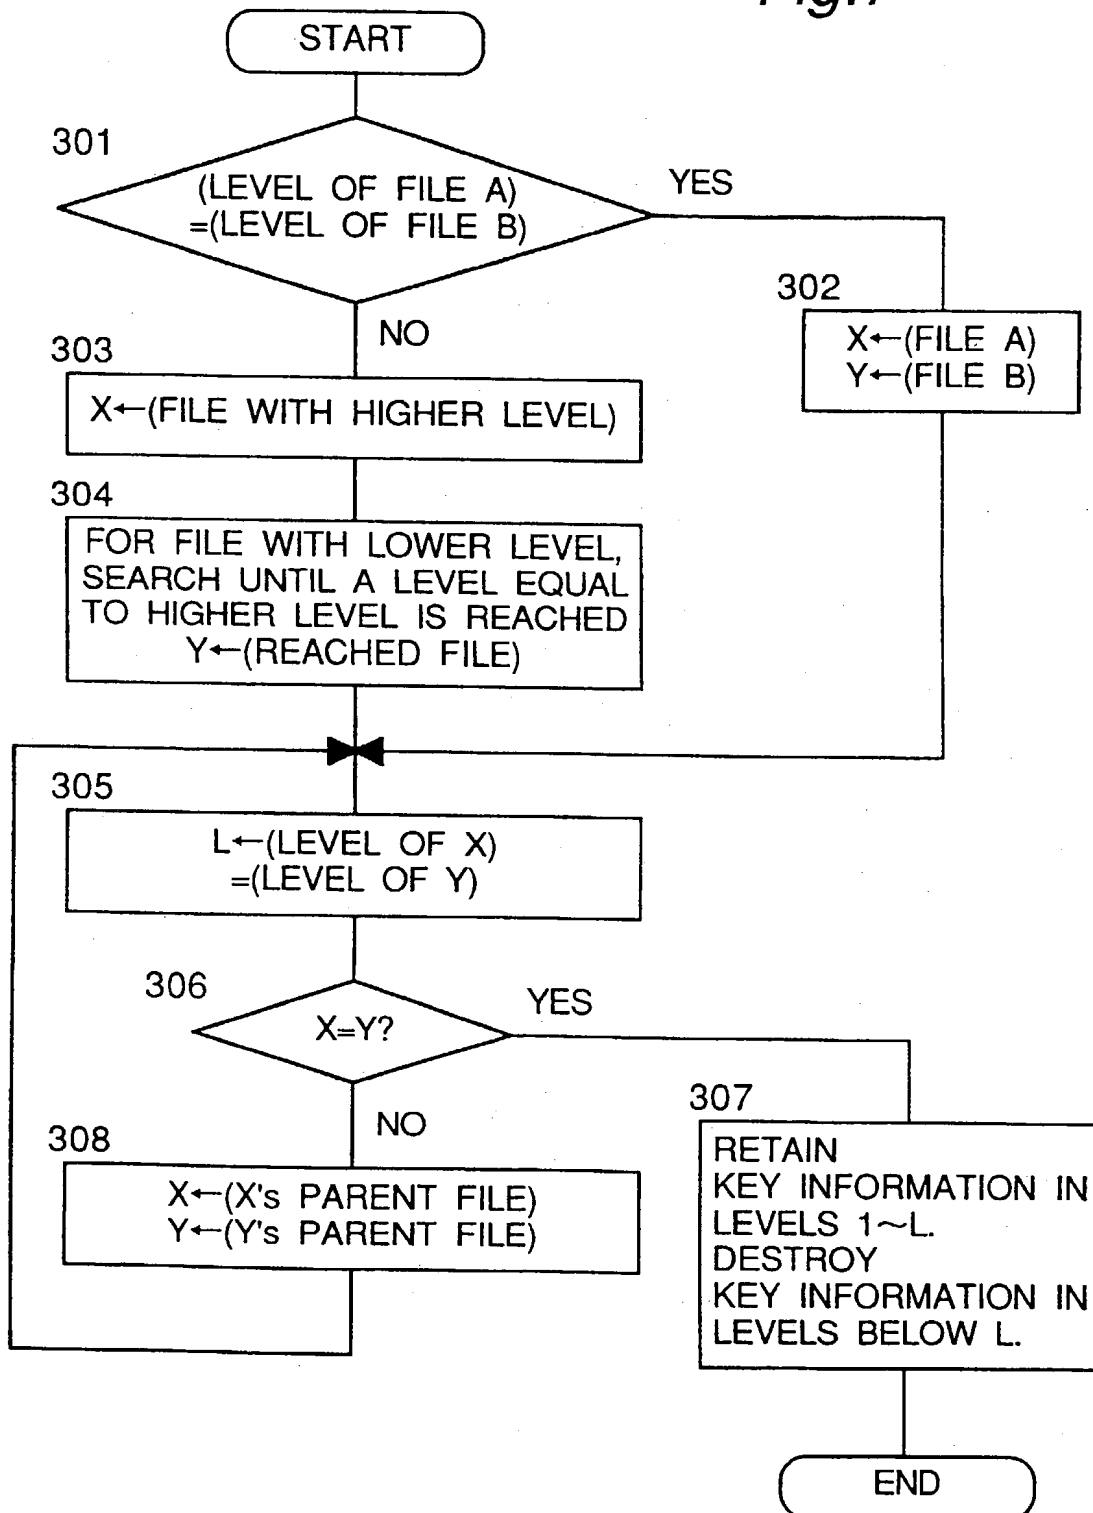 START
301
(LEVEL OF FILE A)
=(LEVEL OF FILE B)
YES
302
X←(FILE A)
Y←(FILE B)
NO
303
X←(FILE WITH HIGHER LEVEL)
304
FOR FILE WITH LOWER LEVEL,
SEARCH UNTIL A LEVEL EQUAL
TO HIGHER LEVEL IS REACHED
Y←(REACHED FILE)
305
L←(LEVEL OF X)
=(LEVEL OF Y)
306
X=Y?
YES
NO
307
RETAIN
KEY INFORMATION IN
LEVELS 1~L.
DESTROY
KEY INFORMATION IN
LEVELS BELOW L.
308
X←(X's PARENT FILE)
Y←(Y's PARENT FILE)
END